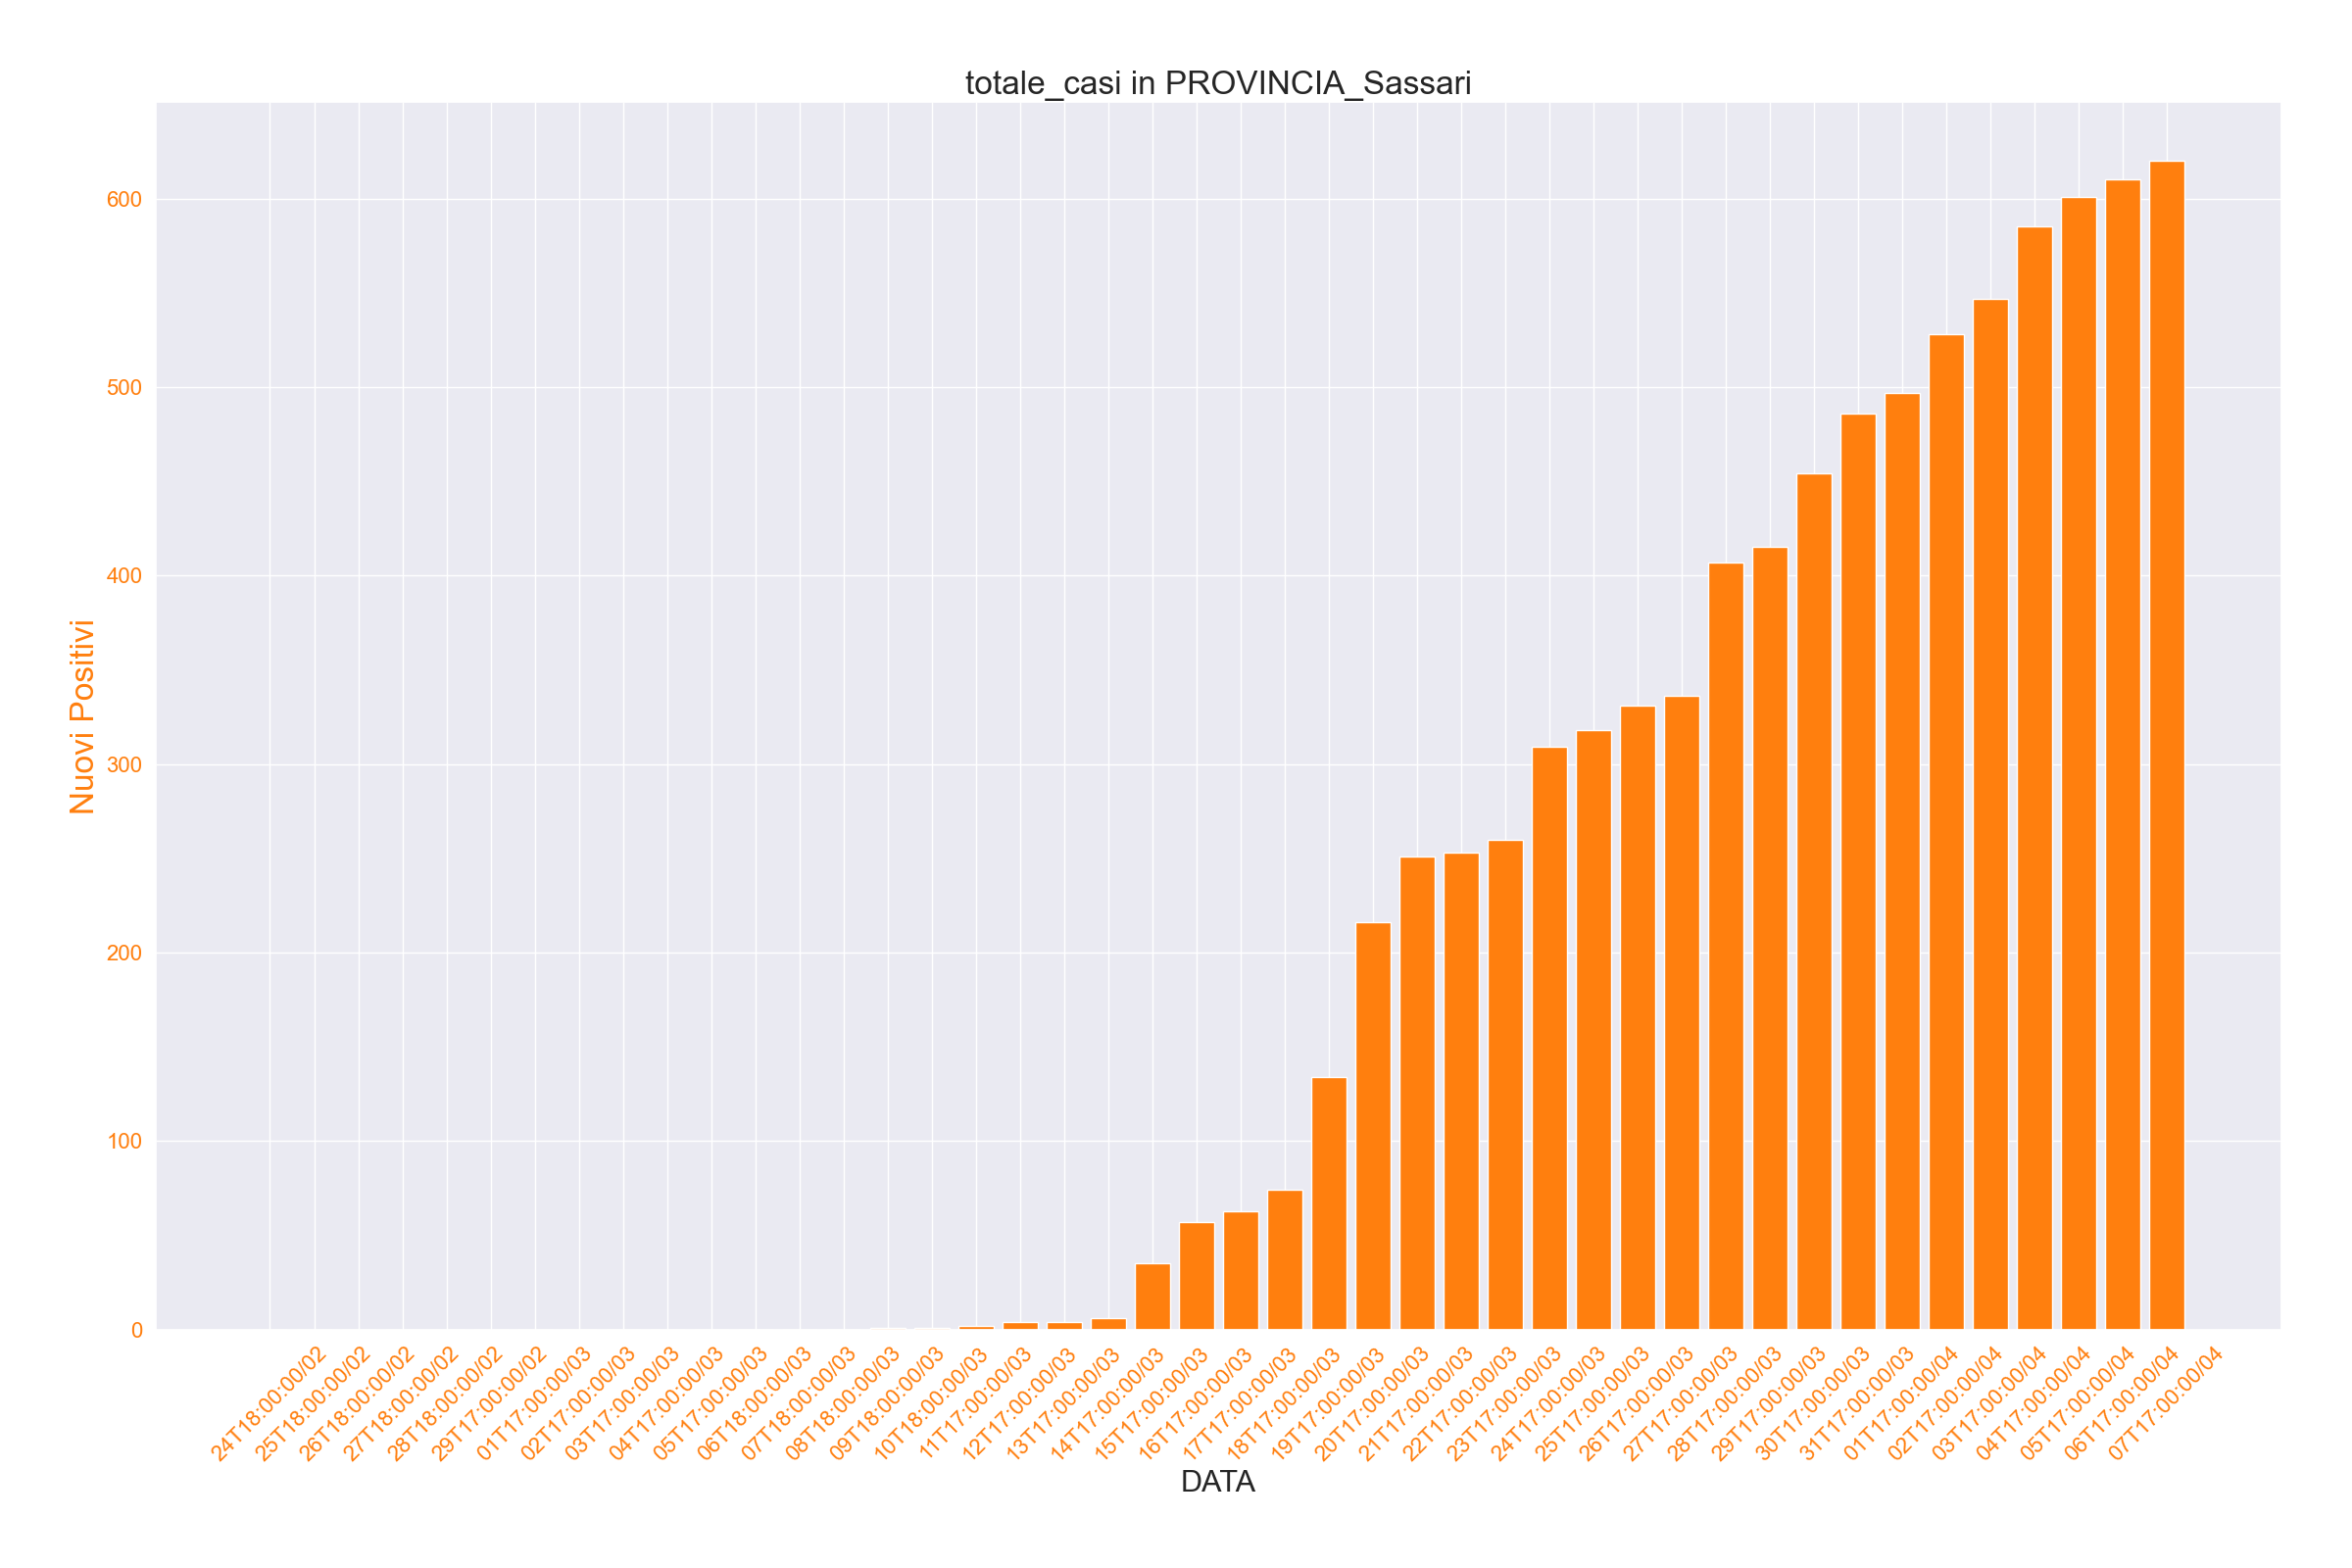 totale_casi in PROVINCIA_Sassari
600
500
400
300
200
100
0
Nuovi Positivi
24T18:00:00/02
25T18:00:00/02
26T18:00:00/02
27T18:00:00/02
28T18:00:00/02
29T17:00:00/02
01T17:00:00/03
02T17:00:00/03
03T17:00:00/03
04T17:00:00/03
05T17:00:00/03
06T18:00:00/03
07T18:00:00/03
08T18:00:00/03
09T18:00:00/03
10T18:00:00/03
11T17:00:00/03
12T17:00:00/03
13T17:00:00/03
14T17:00:00/03
15T17:00:00/03
16T17:00:00/03
17T17:00:00/03
18T17:00:00/03
19T17:00:00/03
20T17:00:00/03
21T17:00:00/03
22T17:00:00/03
23T17:00:00/03
24T17:00:00/03
25T17:00:00/03
26T17:00:00/03
27T17:00:00/03
28T17:00:00/03
29T17:00:00/03
30T17:00:00/03
31T17:00:00/03
01T17:00:00/04
02T17:00:00/04
03T17:00:00/04
04T17:00:00/04
05T17:00:00/04
06T17:00:00/04
07T17:00:00/04
DATA